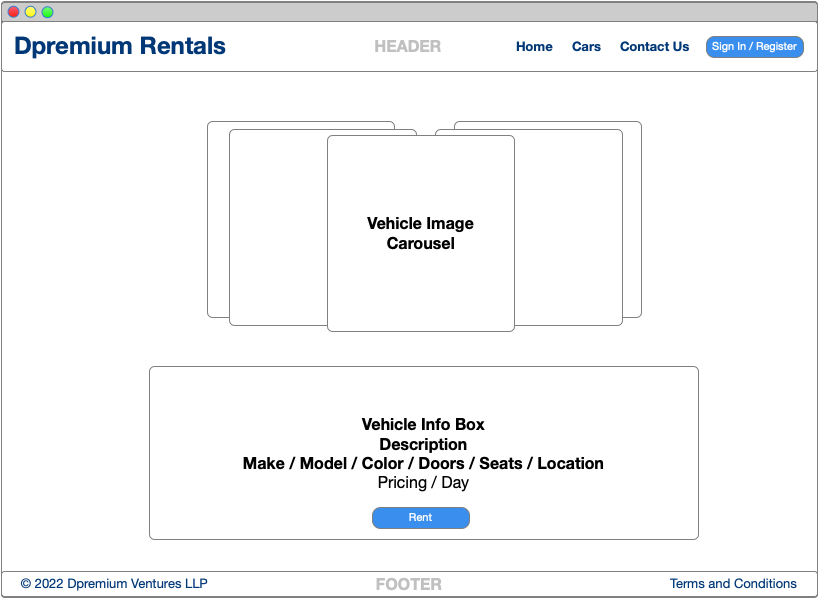 Dpremium Rentals HEADER Home Cars Contact Us Sign In / Register
Vehicle Image
Carousel
Vehicle Info Box
Description
Make / Model / Color / Doors / Seats / Location
Pricing / Day
Rent
© 2022 Dpremium Ventures LLP FOOTER Terms and Conditions